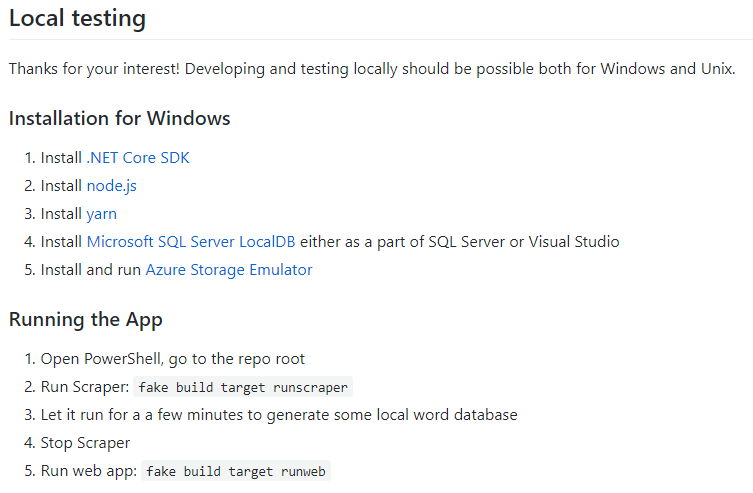 Local testing
Thanks for your interest! Developing and testing locally should be possible both for Windows and Unix.
Installation for Windows
1. Install .NET Core SDK
2. Install node.js
3. Install yarn
4. Install Microsoft SQL Server LocalDB either as a part of SQL Server or Visual Studio
5. Install and run Azure Storage Emulator
Running the App
1. Open PowerShell, go to the repo root
2. Run Scraper: fake build target runscraper
3. Let it run for a a few minutes to generate some local word database
4. Stop Scraper
5. Run web app: fake build target runweb